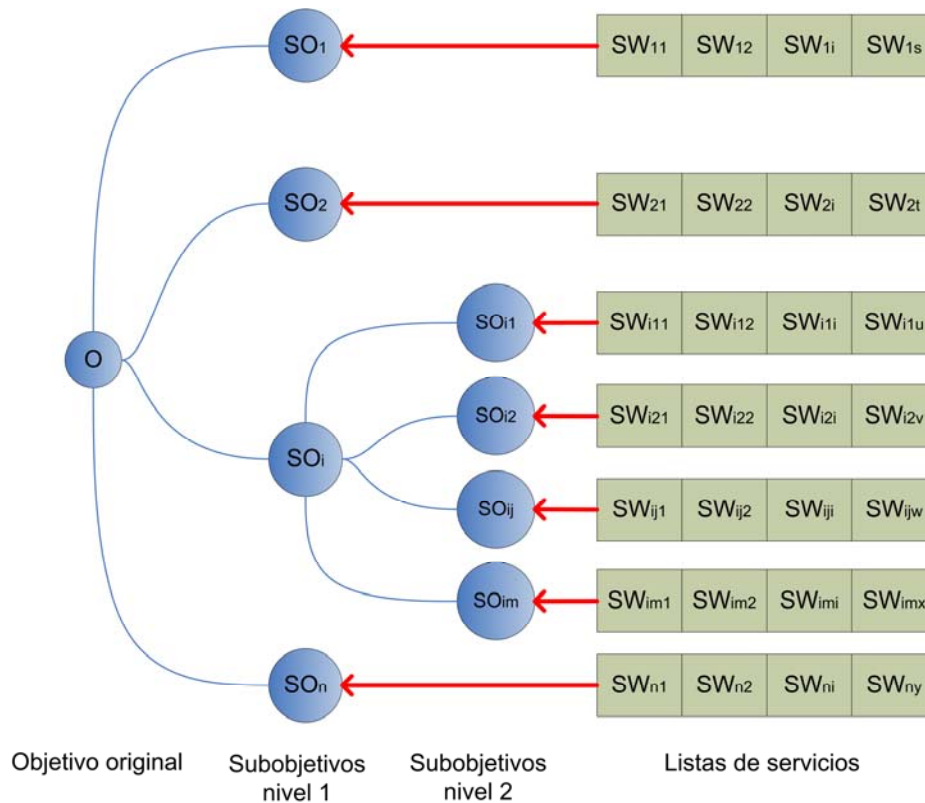 SO1 SW11 SW12 SW1i SW1s
SO2 SW21 SW22 SW2i SW2t
SOi1 SWi11 SWi12 SWi1i SWi1u
O
SOi2 SWi21 SWi22 SWi2i SWi2v
SOi
SOij SWij1 SWij2 SWiji SWijw
SOim SWim1 SWim2 SWimi SWimx
SOn SWn1 SWn2 SWni SWny
Objetivo original
Subobjetivos
nivel 1
Subobjetivos
nivel 2
Listas de servicios